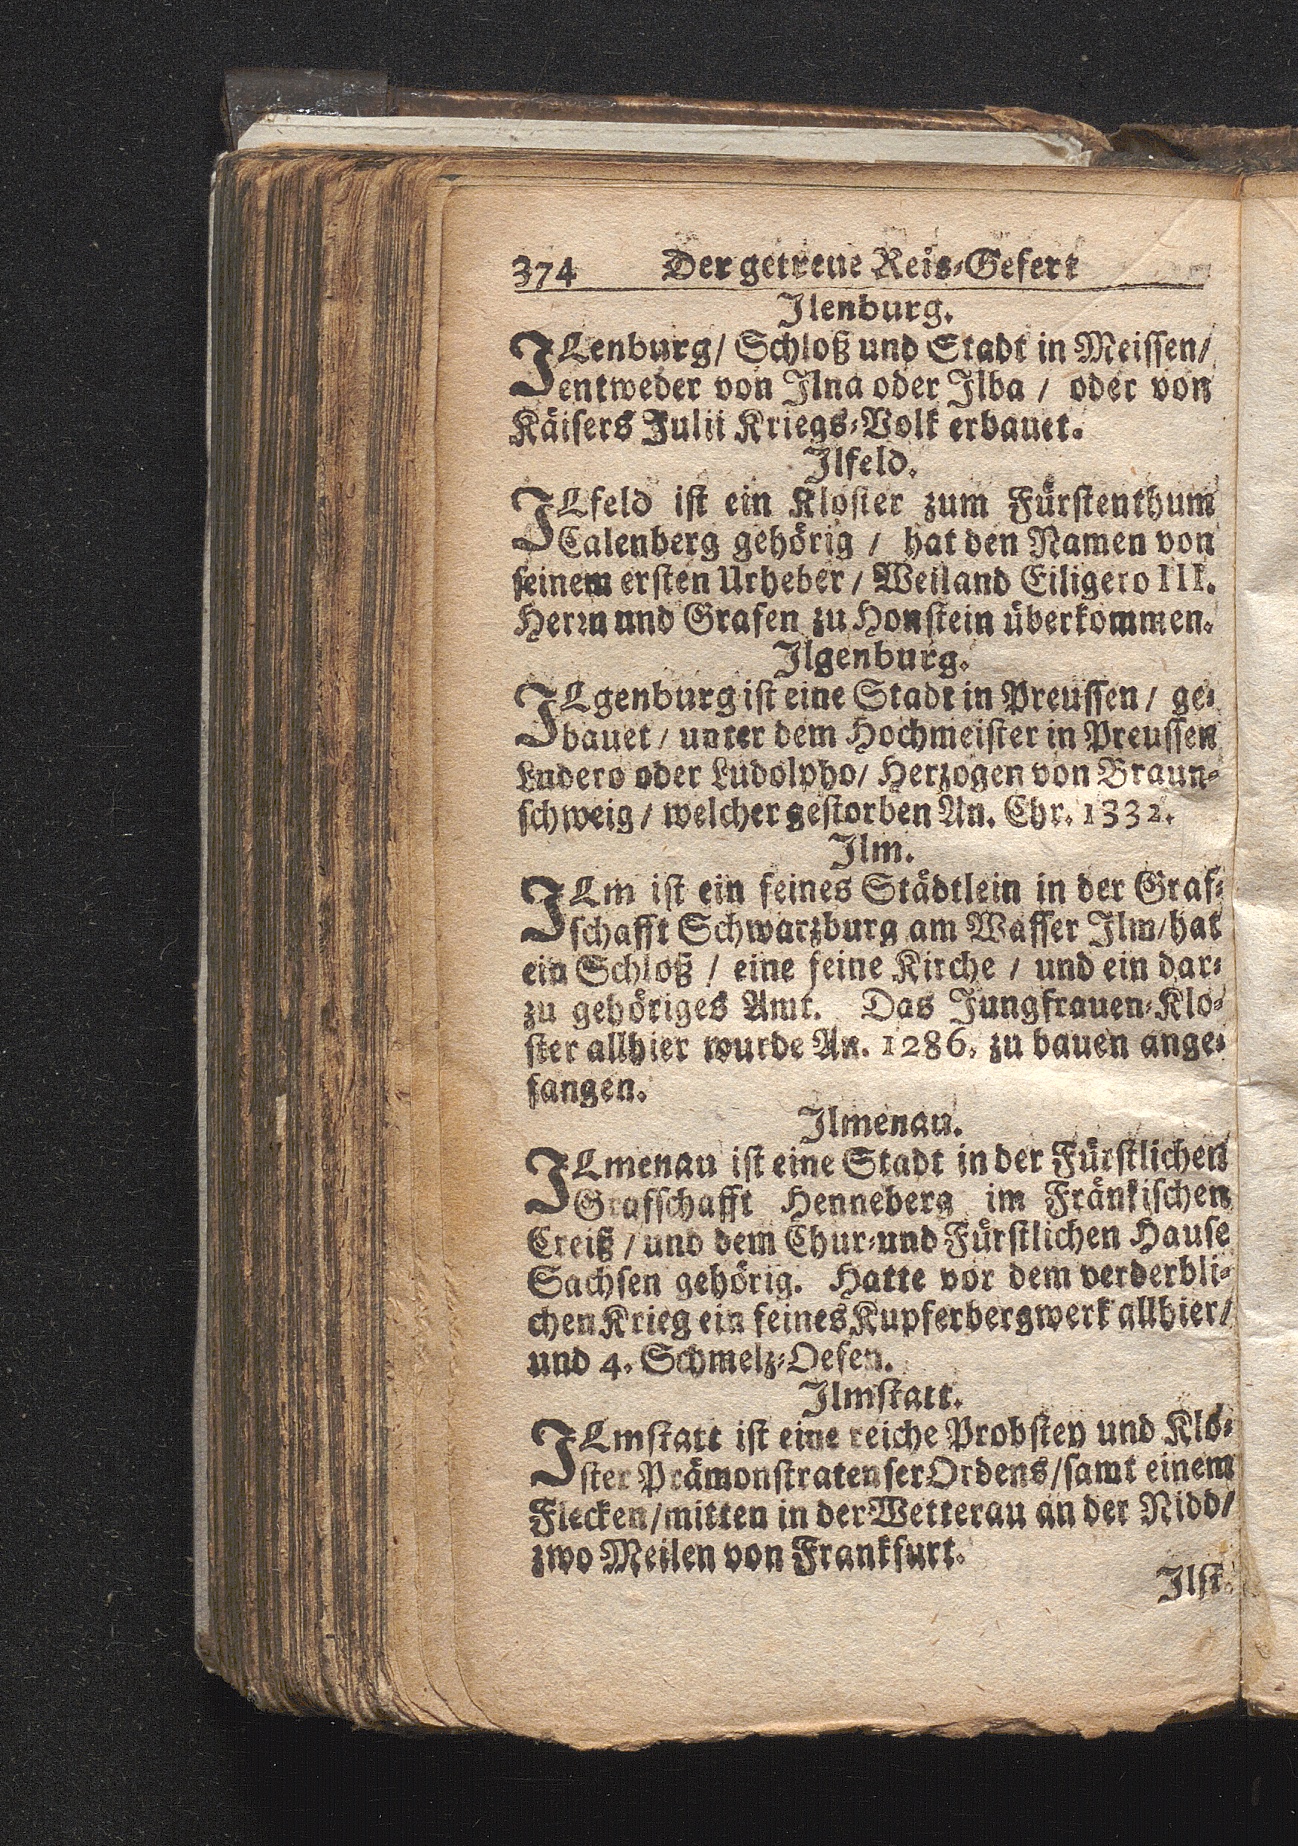 374 Der getreue Reis-Gefert
Ilenburg.
ILenburg/ Schloß und Stadt in Meissen/
entweder von Ilna oder Ilba / oder von
Käisers Julii Kriegs-Volk erbauet.
Ilfeld.
ILfeld ist ein Kloster zum Fürstenthum
Calenberg gehörig / hat den Namen von
seinem ersten Urheber / Weiland Eiligero III.
Herrn und Grafen zu Honstein überkommen.
Ilgenburg.
ILgenburg ist eine Stadt in Preussen / ge-
bauet / unter dem Hochmeister in Preussen
Ludero oder Ludolpho/ Herzogen von Braun-
schweig / welcher gestorben An. Chr. 1332.
Ilm.
ILm ist ein feines Städtlein in der Graf-
schafft Schwarzburg am Wasser Ilm/ hat
ein Schloß / eine feine Kirche / und ein dar-
zu gehöriges Amt. Das Jungfrauen-Klo-
ster allhier wurde An. 1286. zu bauen ange-
fangen.
Ilmenau.
ILmenau ist eine Stadt in der Fürstlichen
Grafschafft Henneberg im Fränkischen
Creiß / und dem Chur-und Fürstlichen Hause
Sachsen gehörig. Hatte vor dem verderbli-
chen Krieg ein feines Kupferbergwerk allhier/
und 4. Schmelz-Oefen.
Ilmstatt.
ILmstatt ist eine reiche Probstey und Klo-
ster Prämonstratenser Ordens/ samt einem
Flecken/ mitten in der Wetterau an der Nidd/
zwo Meilen von Frankfurt.
Ilst.